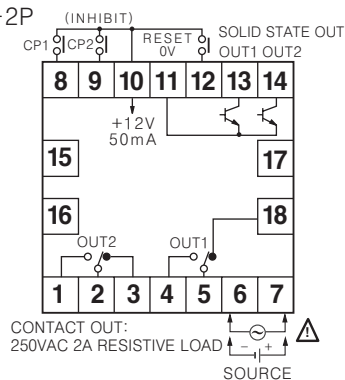 -2P
(INHIBIT)
CP1 CP2 RESET SOLID STATE OUT
0V OUT1 OUT2
8 9 10 11 12 13 14
+12V
50mA
15 17
16 18
OUT2 OUT1
1 2 3 4 5 6 7
CONTACT OUT:
250VAC 2A RESISTIVE LOAD
− +
SOURCE